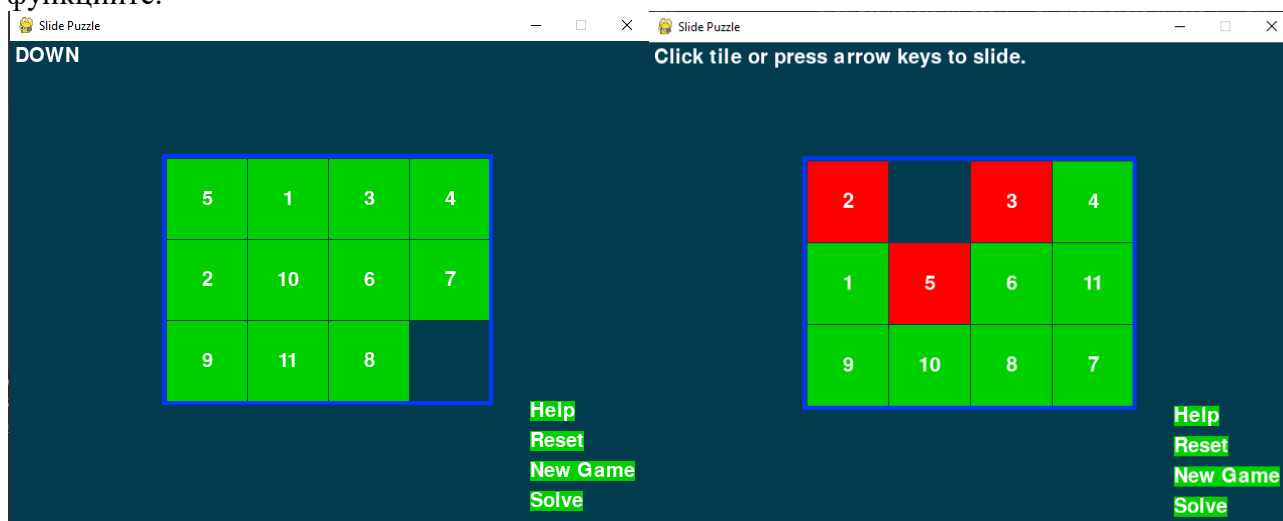 функциите.
Slide Puzzle
DOWN
5 1 3 4
2 10 6 7
9 11 8
Help
Reset
New Game
Solve
Slide Puzzle
Click tile or press arrow keys to slide.
2 3 4
1 5 6 11
9 10 8 7
Help
Reset
New Game
Solve